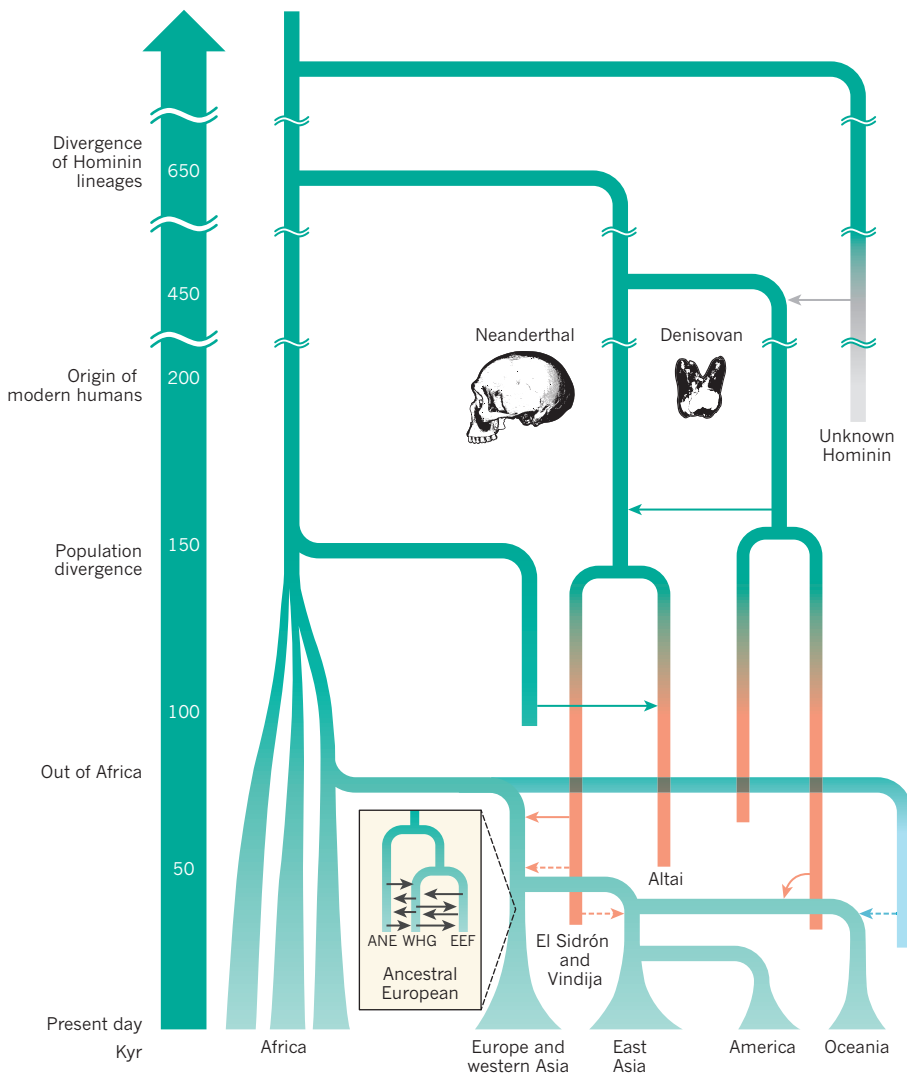 Divergence
of Hominin
lineages
650
450
Neanderthal
Denisovan
Origin of
modern humans
200
Unknown
Hominin
Population
divergence
150
100
Out of Africa
50
Altai
ANE WHG EEF
Ancestral
European
El Sidrón
and
Vindija
Present day
Kyr
Africa
Europe and
western Asia
East
Asia
America
Oceania